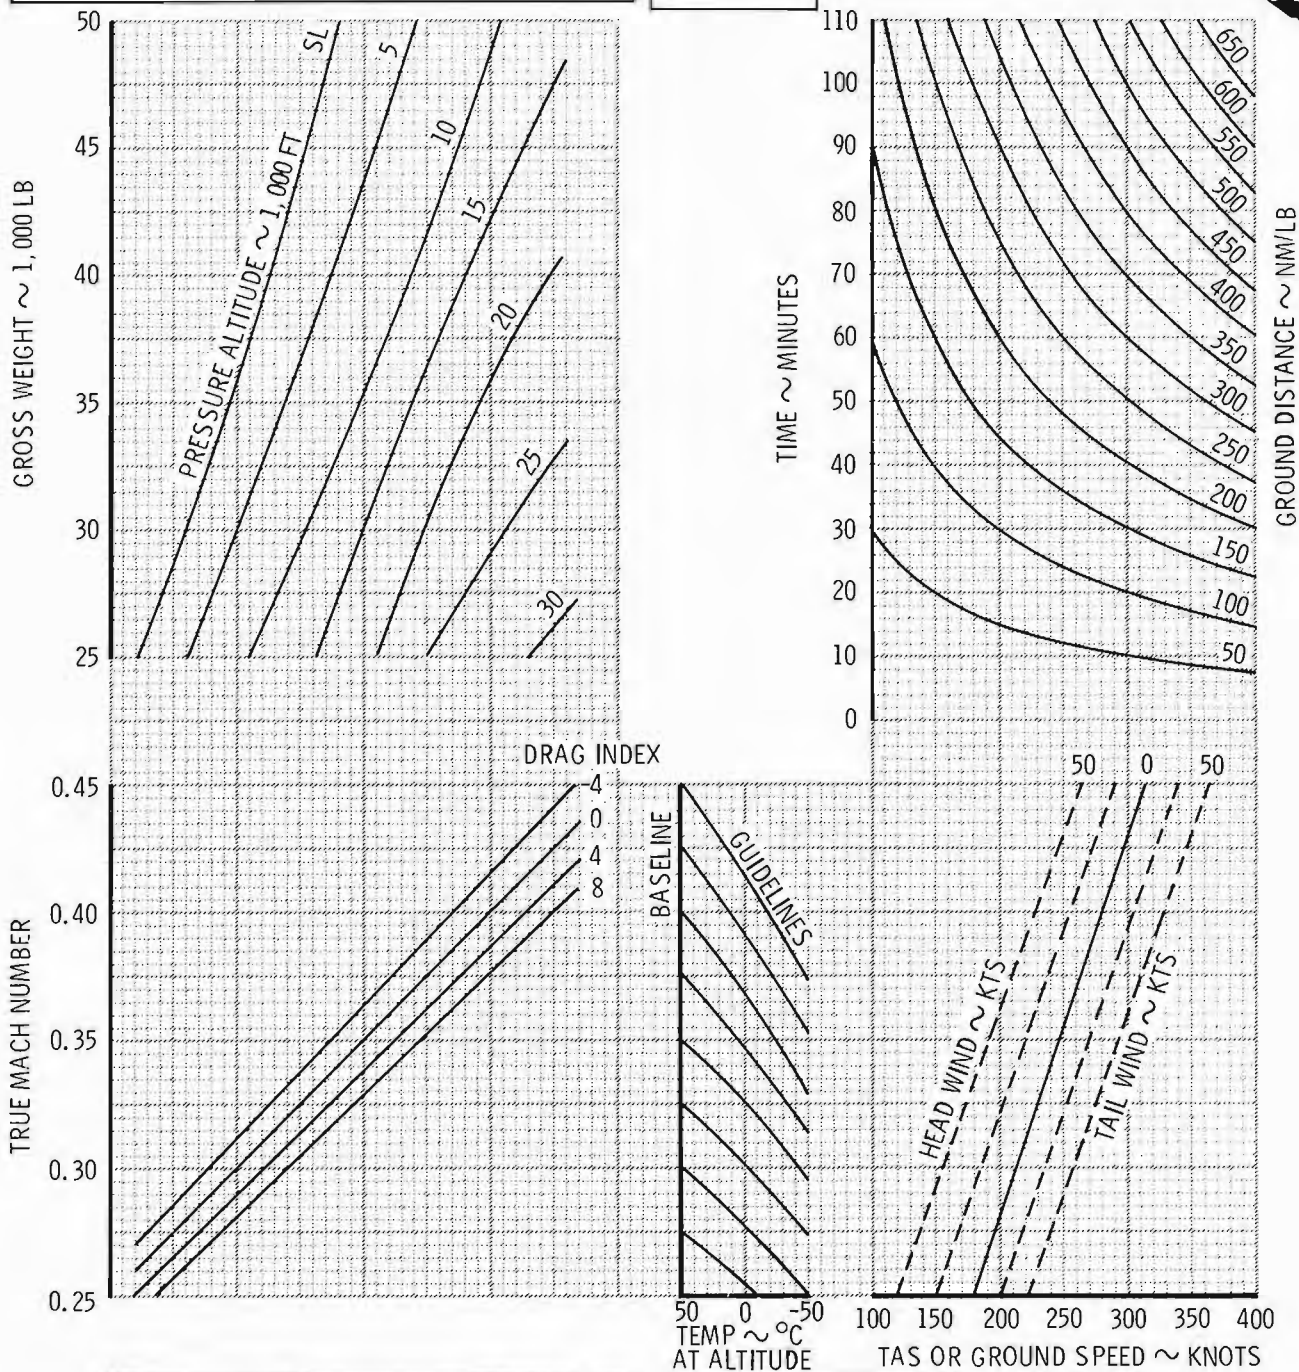 50
45
40
35
30
25
GROSS WEIGHT ~ 1,000 LB
PRESSURE ALTITUDE ~ 1,000 FT
SL
5
10
15
20
25
30
110
100
90
80
70
60
50
40
30
20
10
0
TIME ~ MINUTES
650
600
550
500
450
400
350
300
250
200
150
100
50
GROUND DISTANCE ~ NM/LB
DRAG INDEX
-4
0
4
8
0.45
0.40
0.35
0.30
0.25
TRUE MACH NUMBER
BASELINE
GUIDELINES
50 0 -50
TEMP ~ °C
AT ALTITUDE
50 0 50
HEAD WIND ~ KTS
TAIL WIND ~ KTS
100 150 200 250 300 350 400
TAS OR GROUND SPEED ~ KNOTS